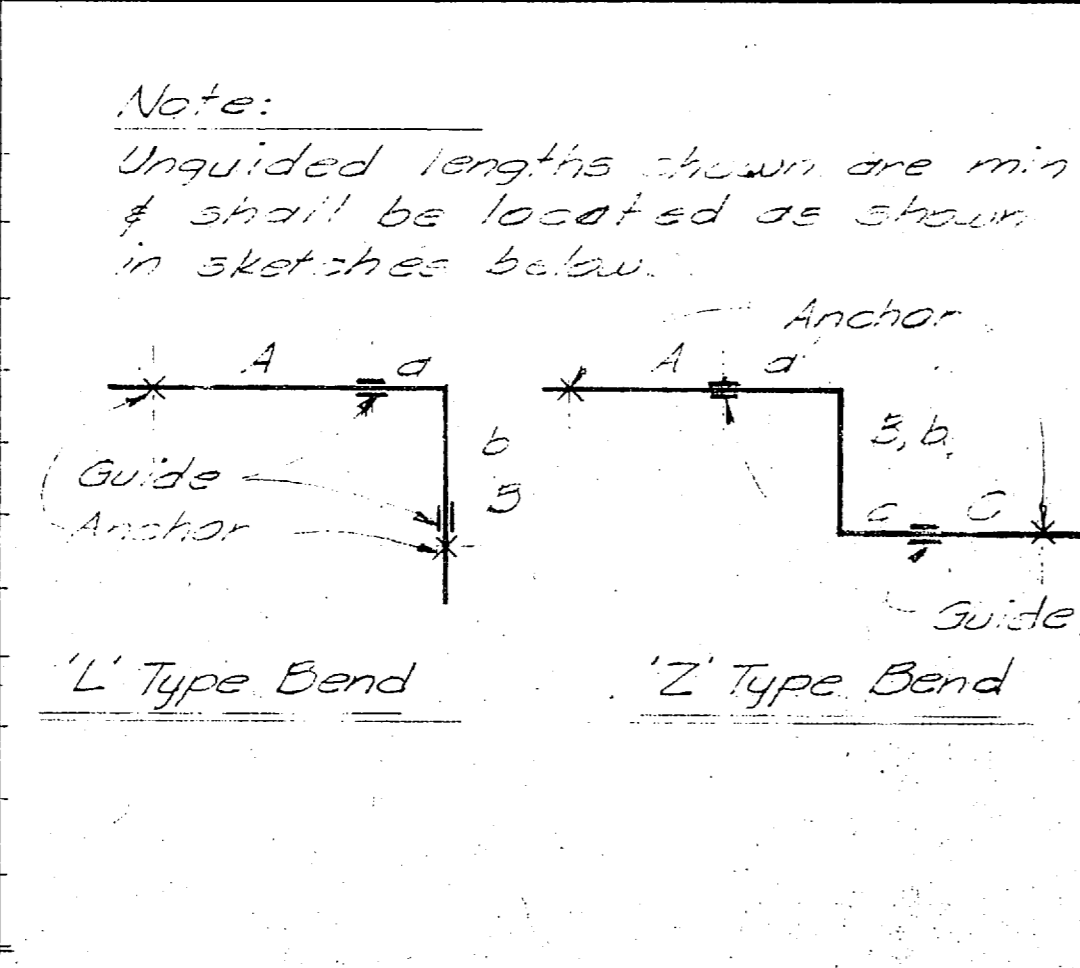 Note:
Unguided lengths shown are min
& shall be located as shown
in sketches below.
Anchor
A a
A a
b
B
B, b,
Guide
Anchor
c C
Guide
'L' Type Bend
'Z' Type Bend